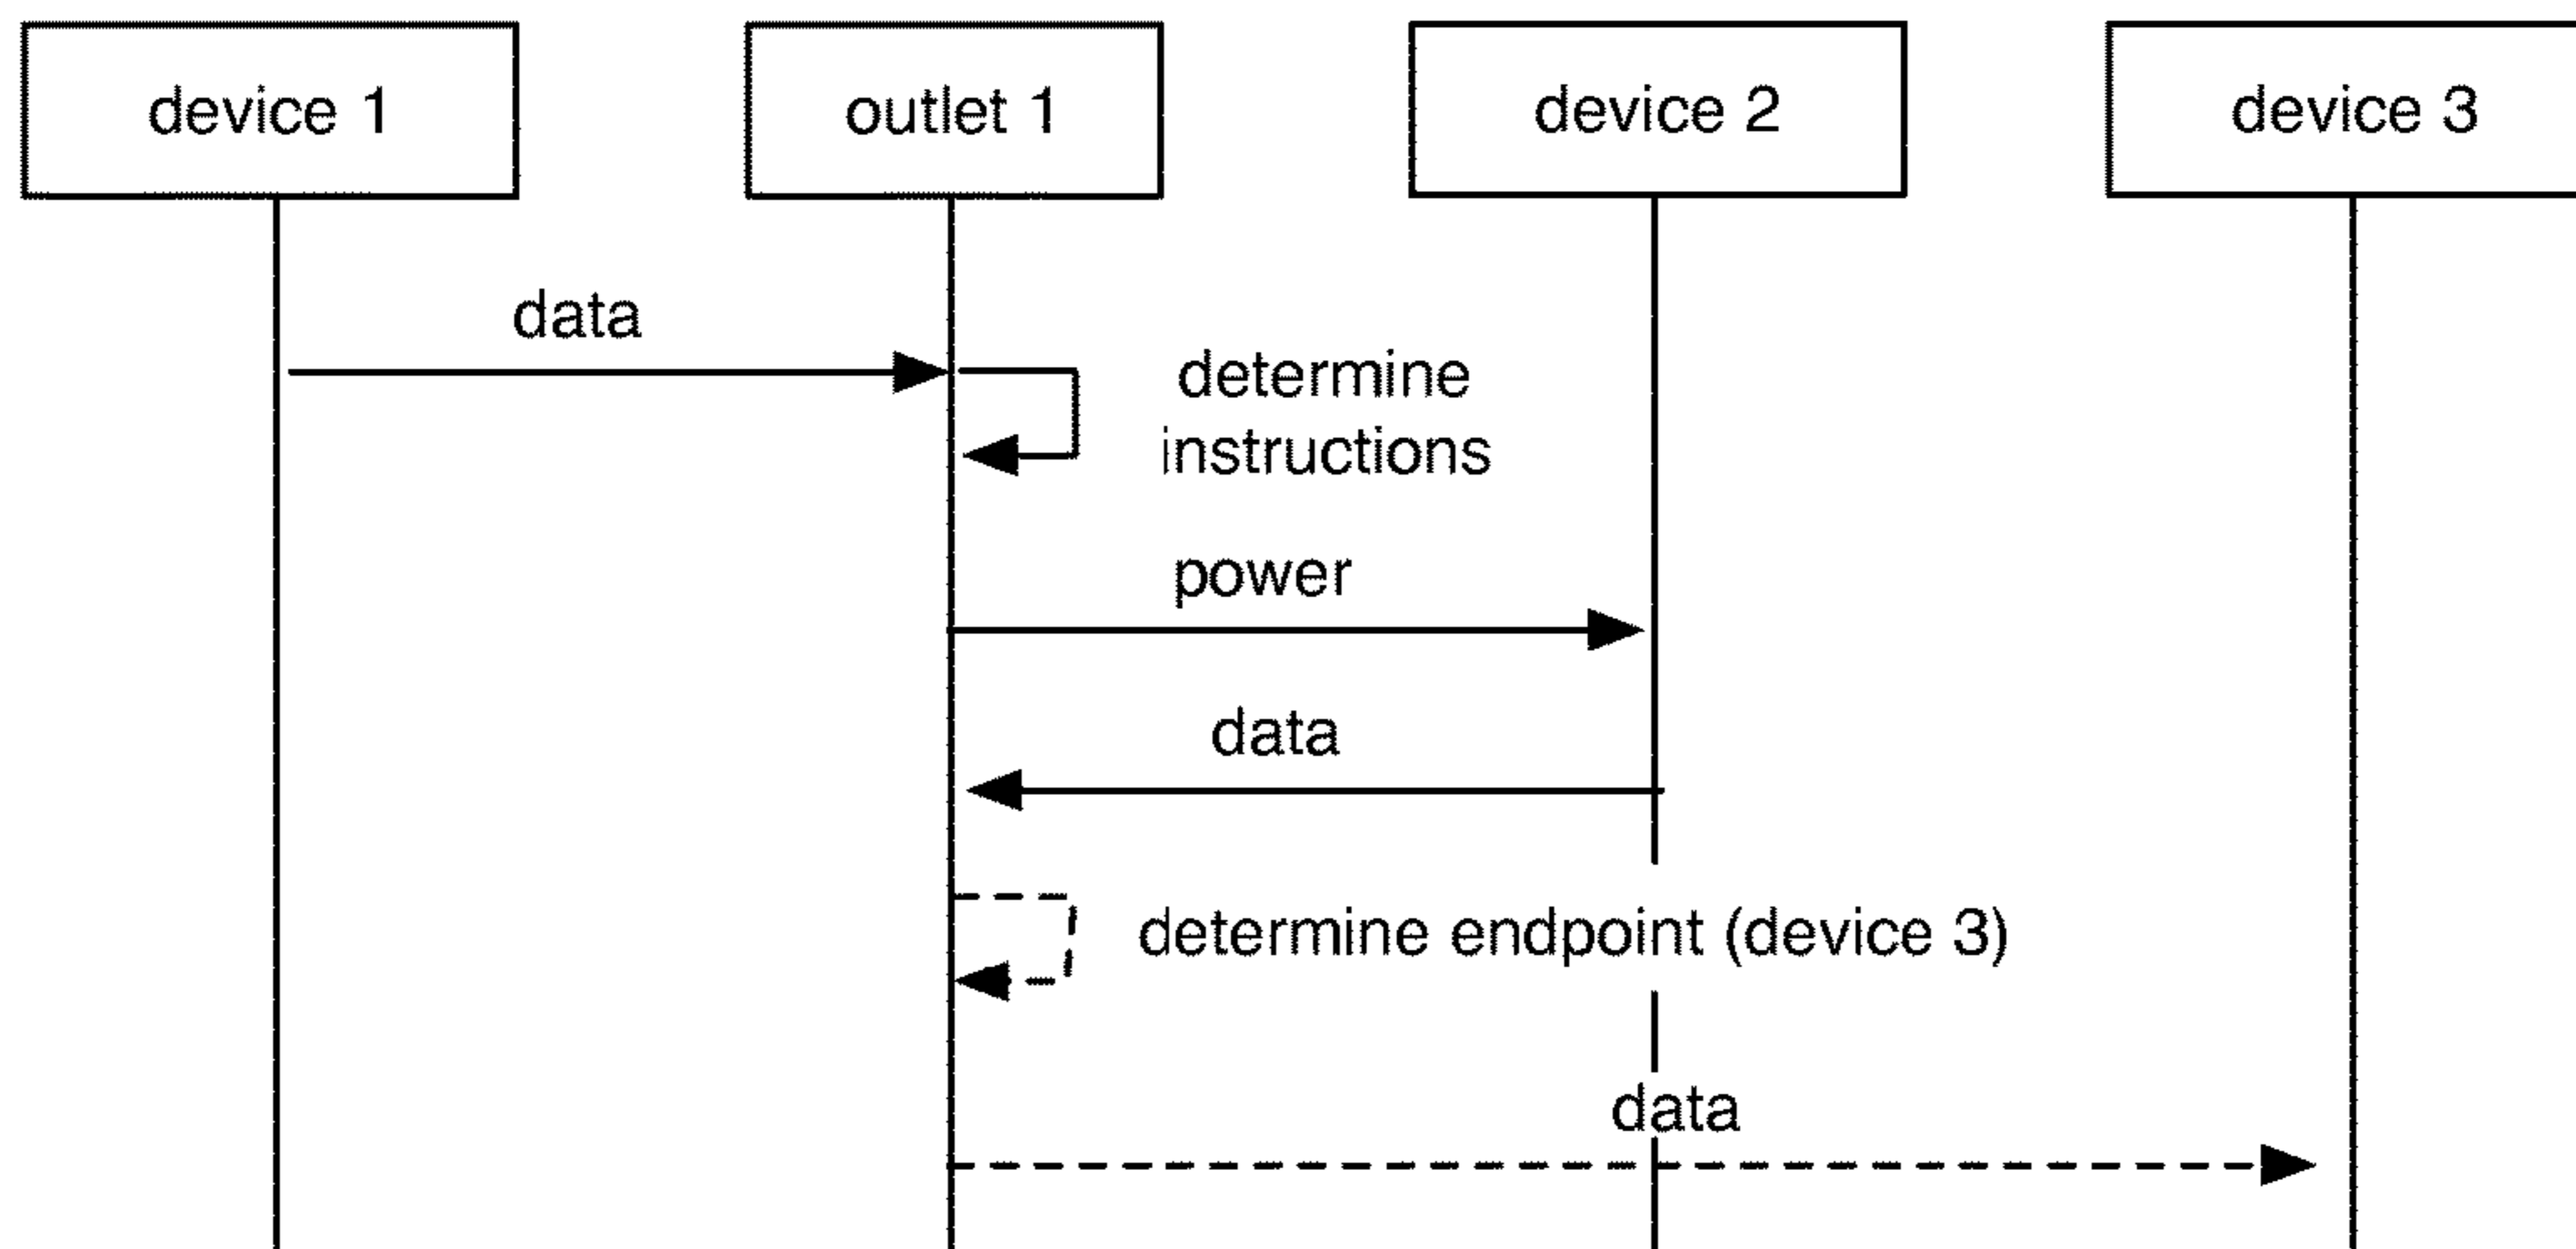 device 1
outlet 1
device 2
device 3
data
determine
instructions
power
data
determine endpoint (device 3)
data